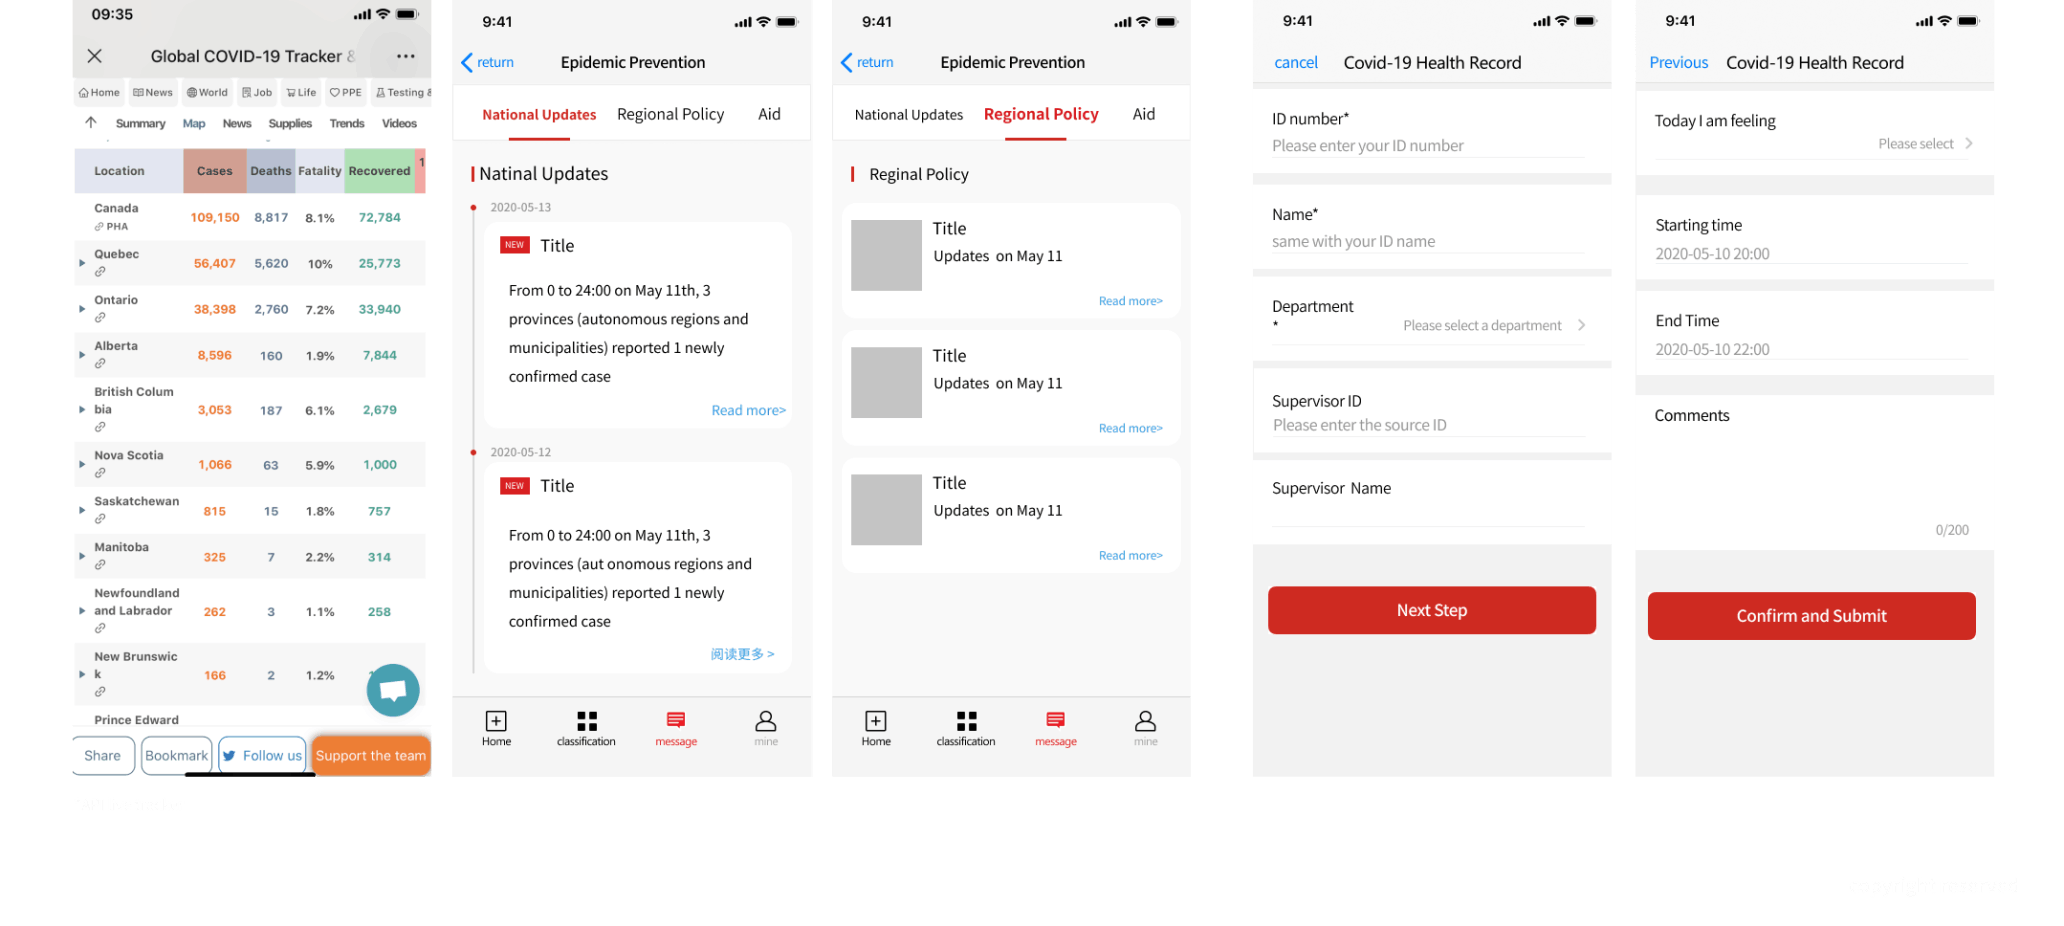 09:35
Global COVID-19 Tracker &
Home News World Job Life PPE Testing &
Summary Map News Supplies Trends Videos
Location Cases Deaths Fatality Recovered 1
Canada
PHA
109,150 8,817 8.1% 72,784
Quebec
56,407 5,620 10% 25,773
Ontario
38,398 2,760 7.2% 33,940
Alberta
8,596 160 1.9% 7,844
British Colum
bia
3,053 187 6.1% 2,679
Nova Scotia
1,066 63 5.9% 1,000
Saskatchewan
815 15 1.8% 757
Manitoba
325 7 2.2% 314
Newfoundland
and Labrador
262 3 1.1% 258
New Brunswic
k
166 2 1.2%
Prince Edward
Share Bookmark Follow us Support the team
9:41
return Epidemic Prevention
National Updates Regional Policy Aid
Natinal Updates
2020-05-13
NEW Title
From 0 to 24:00 on May 11th, 3
provinces (autonomous regions and
municipalities) reported 1 newly
confirmed case
Read more>
2020-05-12
NEW Title
From 0 to 24:00 on May 11th, 3
provinces (aut onomous regions and
municipalities) reported 1 newly
confirmed case
阅读更多 >
Home classification message mine
9:41
return Epidemic Prevention
National Updates Regional Policy Aid
Reginal Policy
Title
Updates on May 11
Read more>
Title
Updates on May 11
Read more>
Title
Updates on May 11
Read more>
Home classification message mine
9:41
cancel Covid-19 Health Record
ID number*
Please enter your ID number
Name*
same with your ID name
Department
* Please select a department
Supervisor ID
Please enter the source ID
Supervisor Name
Next Step
9:41
Previous Covid-19 Health Record
Today I am feeling
Please select
Starting time
2020-05-10 20:00
End Time
2020-05-10 22:00
Comments
0/200
Confirm and Submit